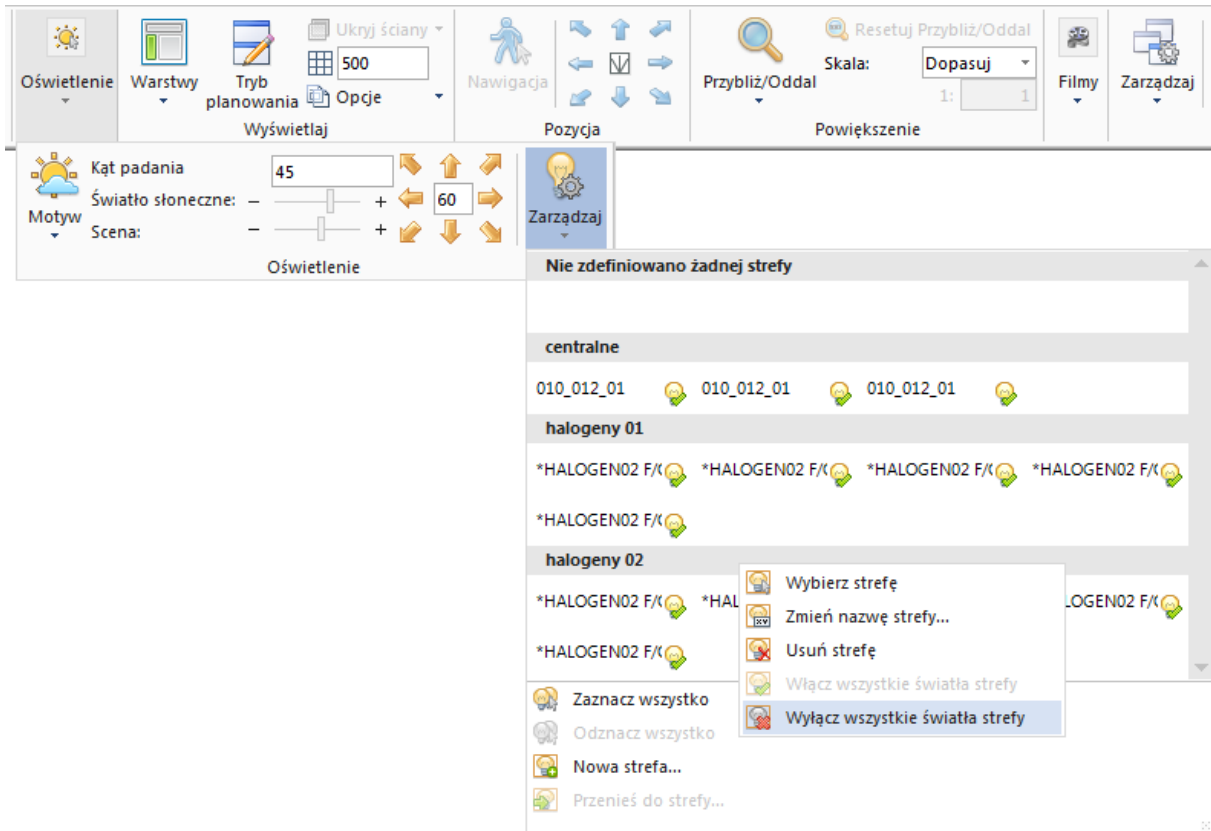 Oświetlenie
Warstwy
Tryb
planowania
Ukryj ściany
500
Opcje
Wyświetlaj
Nawigacja
Pozycja
Przybliż/Oddal
Resetuj Przybliż/Oddal
Skala: Dopasuj
1: 1
Powiększenie
Filmy
Zarządzaj
Motyw
Kąt padania 45
Światło słoneczne: – +
Scena: – +
60
Oświetlenie
Zarządzaj
Nie zdefiniowano żadnej strefy
centralne
010_012_01 010_012_01 010_012_01
halogeny 01
*HALOGEN02 F/( *HALOGEN02 F/( *HALOGEN02 F/( *HALOGEN02 F/(
*HALOGEN02 F/(
halogeny 02
*HALOGEN02 F/( *HAL LOGEN02 F/(
*HALOGEN02 F/(
Wybierz strefę
Zmień nazwę strefy...
Usuń strefę
Włącz wszystkie światła strefy
Wyłącz wszystkie światła strefy
Zaznacz wszystko
Odznacz wszystko
Nowa strefa...
Przenieś do strefy...